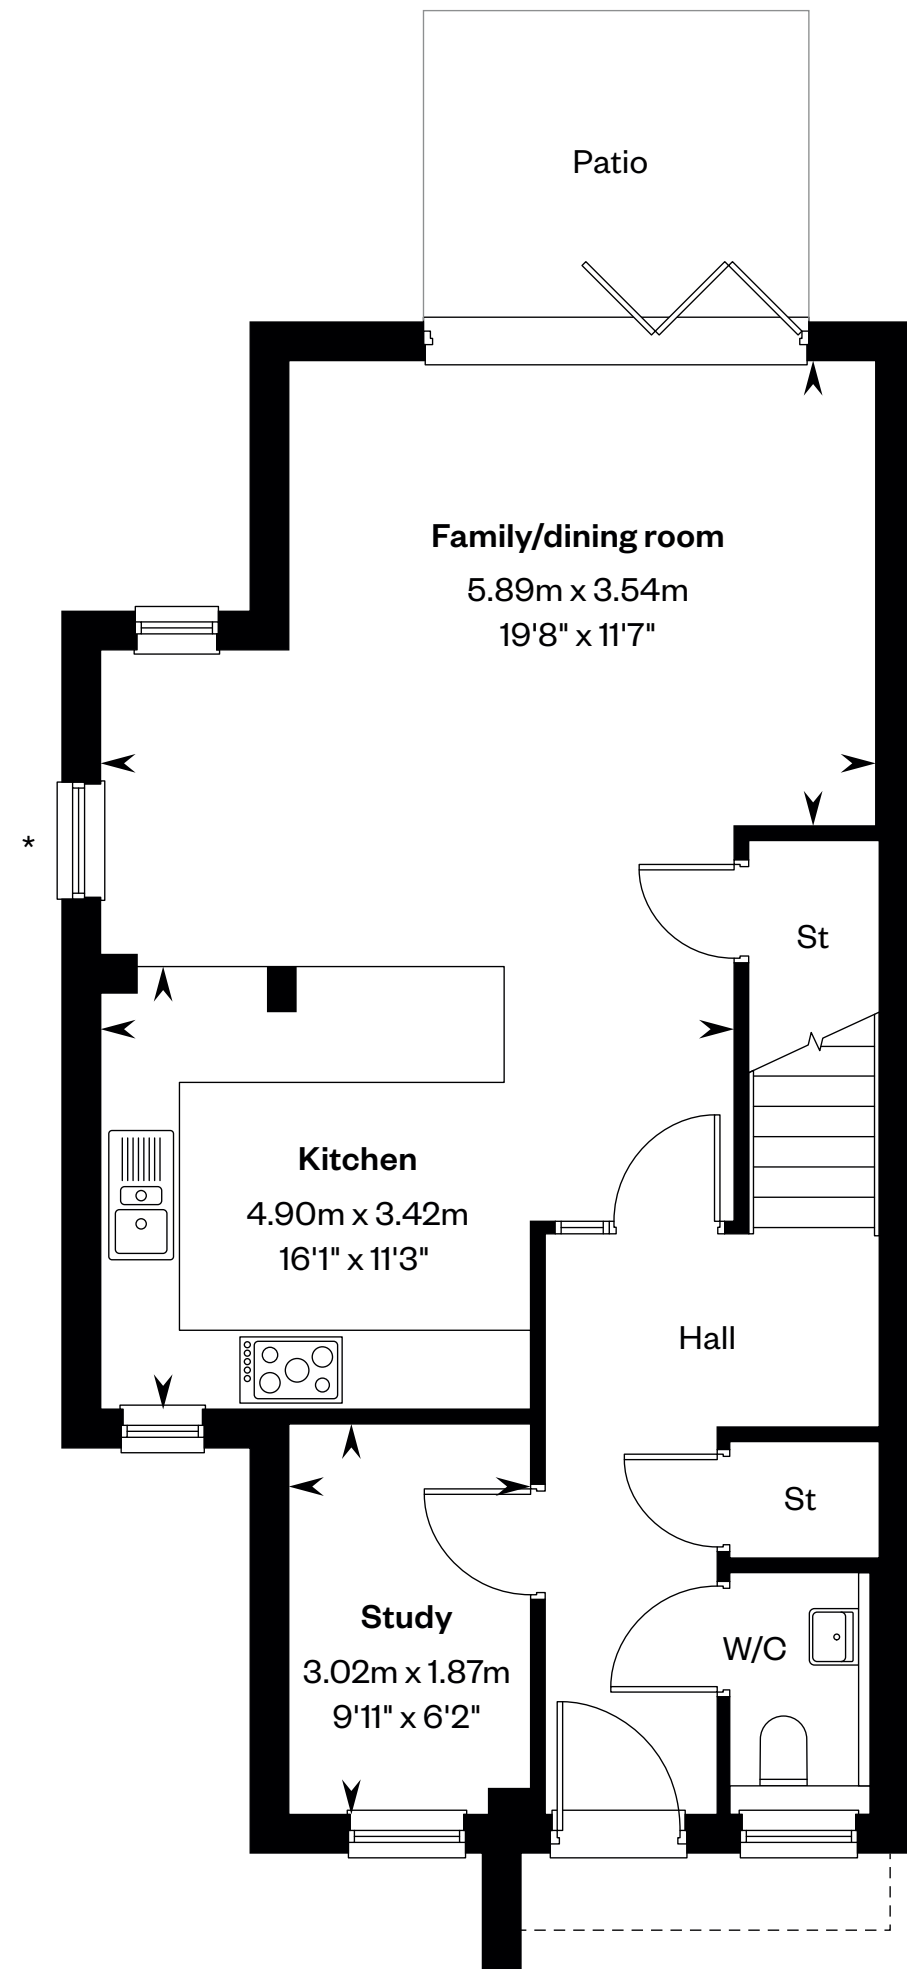 Patio
Family/dining room
5.89m x 3.54m
19'8" x 11'7"
*
St
Kitchen
4.90m x 3.42m
16'1" x 11'3"
Hall
St
Study
3.02m x 1.87m
9'11" x 6'2"
W/C